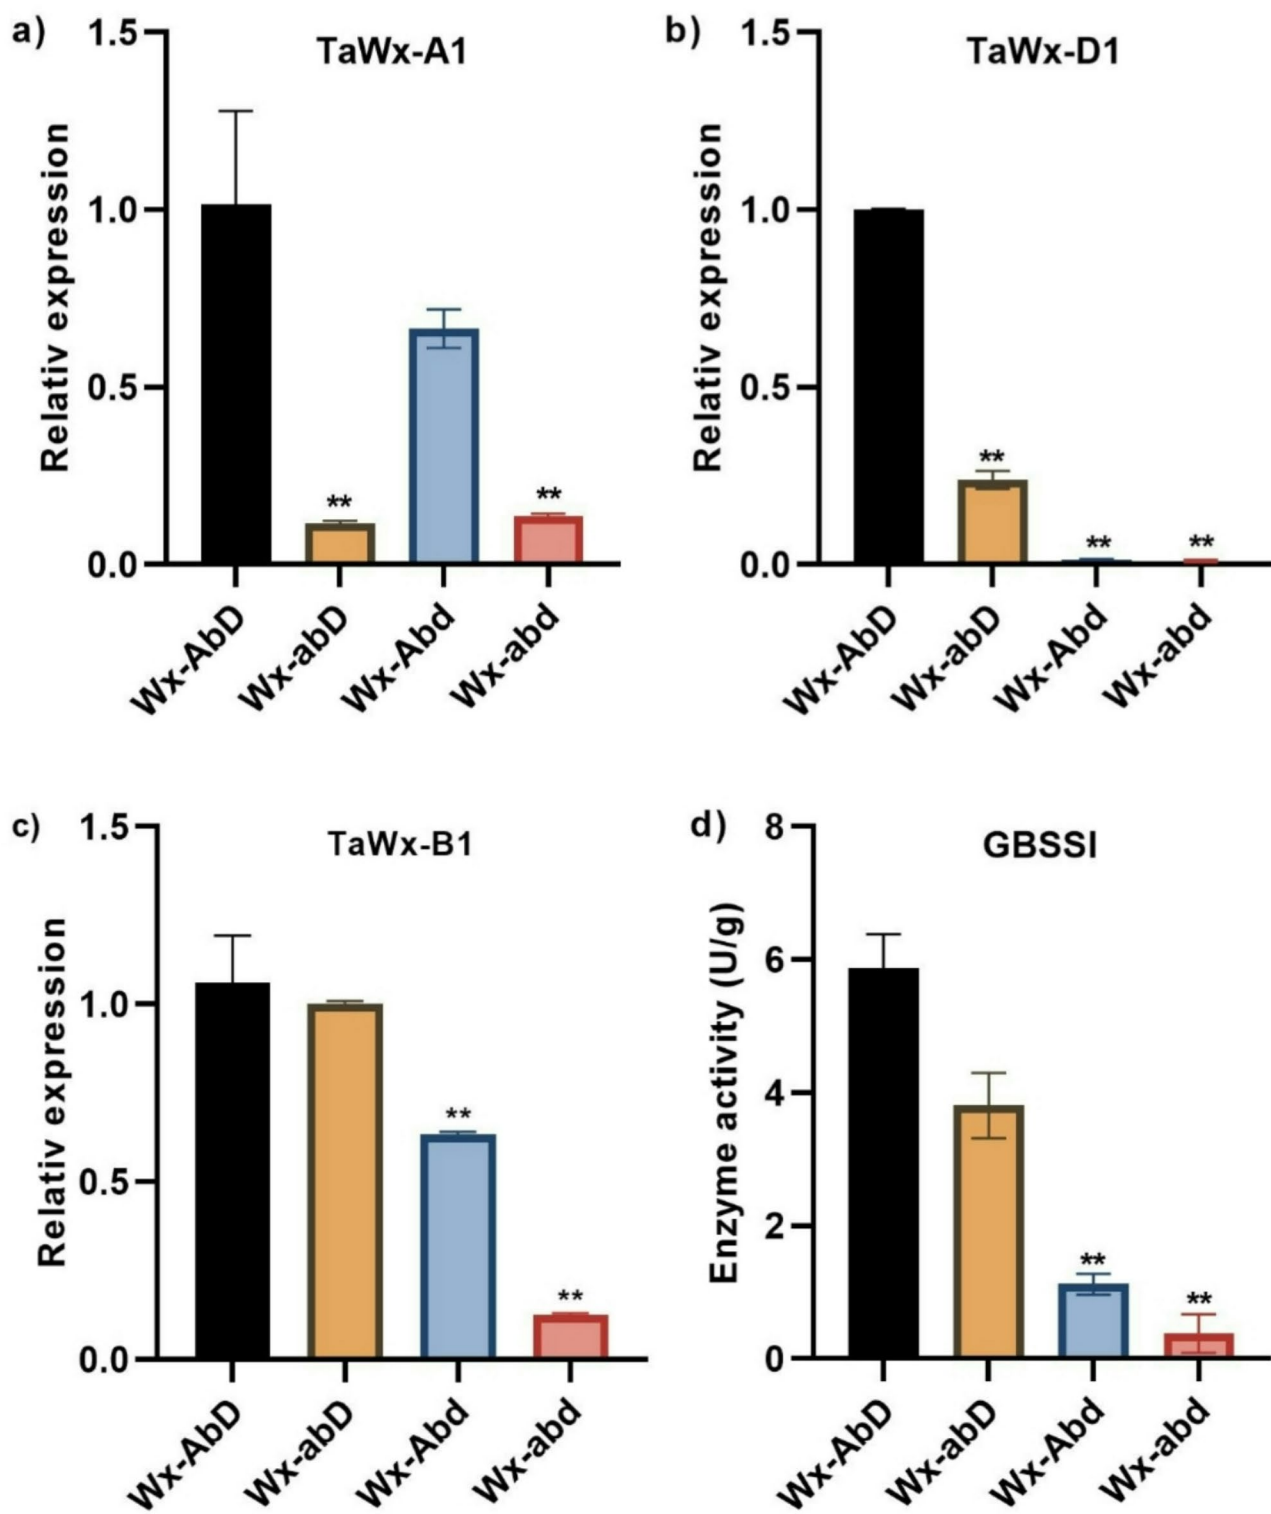 a)
TaWx-A1
Relativ expression
1.5
1.0
0.5
0.0
**
**
Wx-AbD
Wx-abD
Wx-Abd
Wx-abd
b)
TaWx-D1
Relativ expression
1.5
1.0
0.5
0.0
**
**
**
Wx-AbD
Wx-abD
Wx-Abd
Wx-abd
c)
TaWx-B1
Relativ expression
1.5
1.0
0.5
0.0
**
**
Wx-AbD
Wx-abD
Wx-Abd
Wx-abd
d)
GBSSI
Enzyme activity (U/g)
8
6
4
2
0
**
**
Wx-AbD
Wx-abD
Wx-Abd
Wx-abd